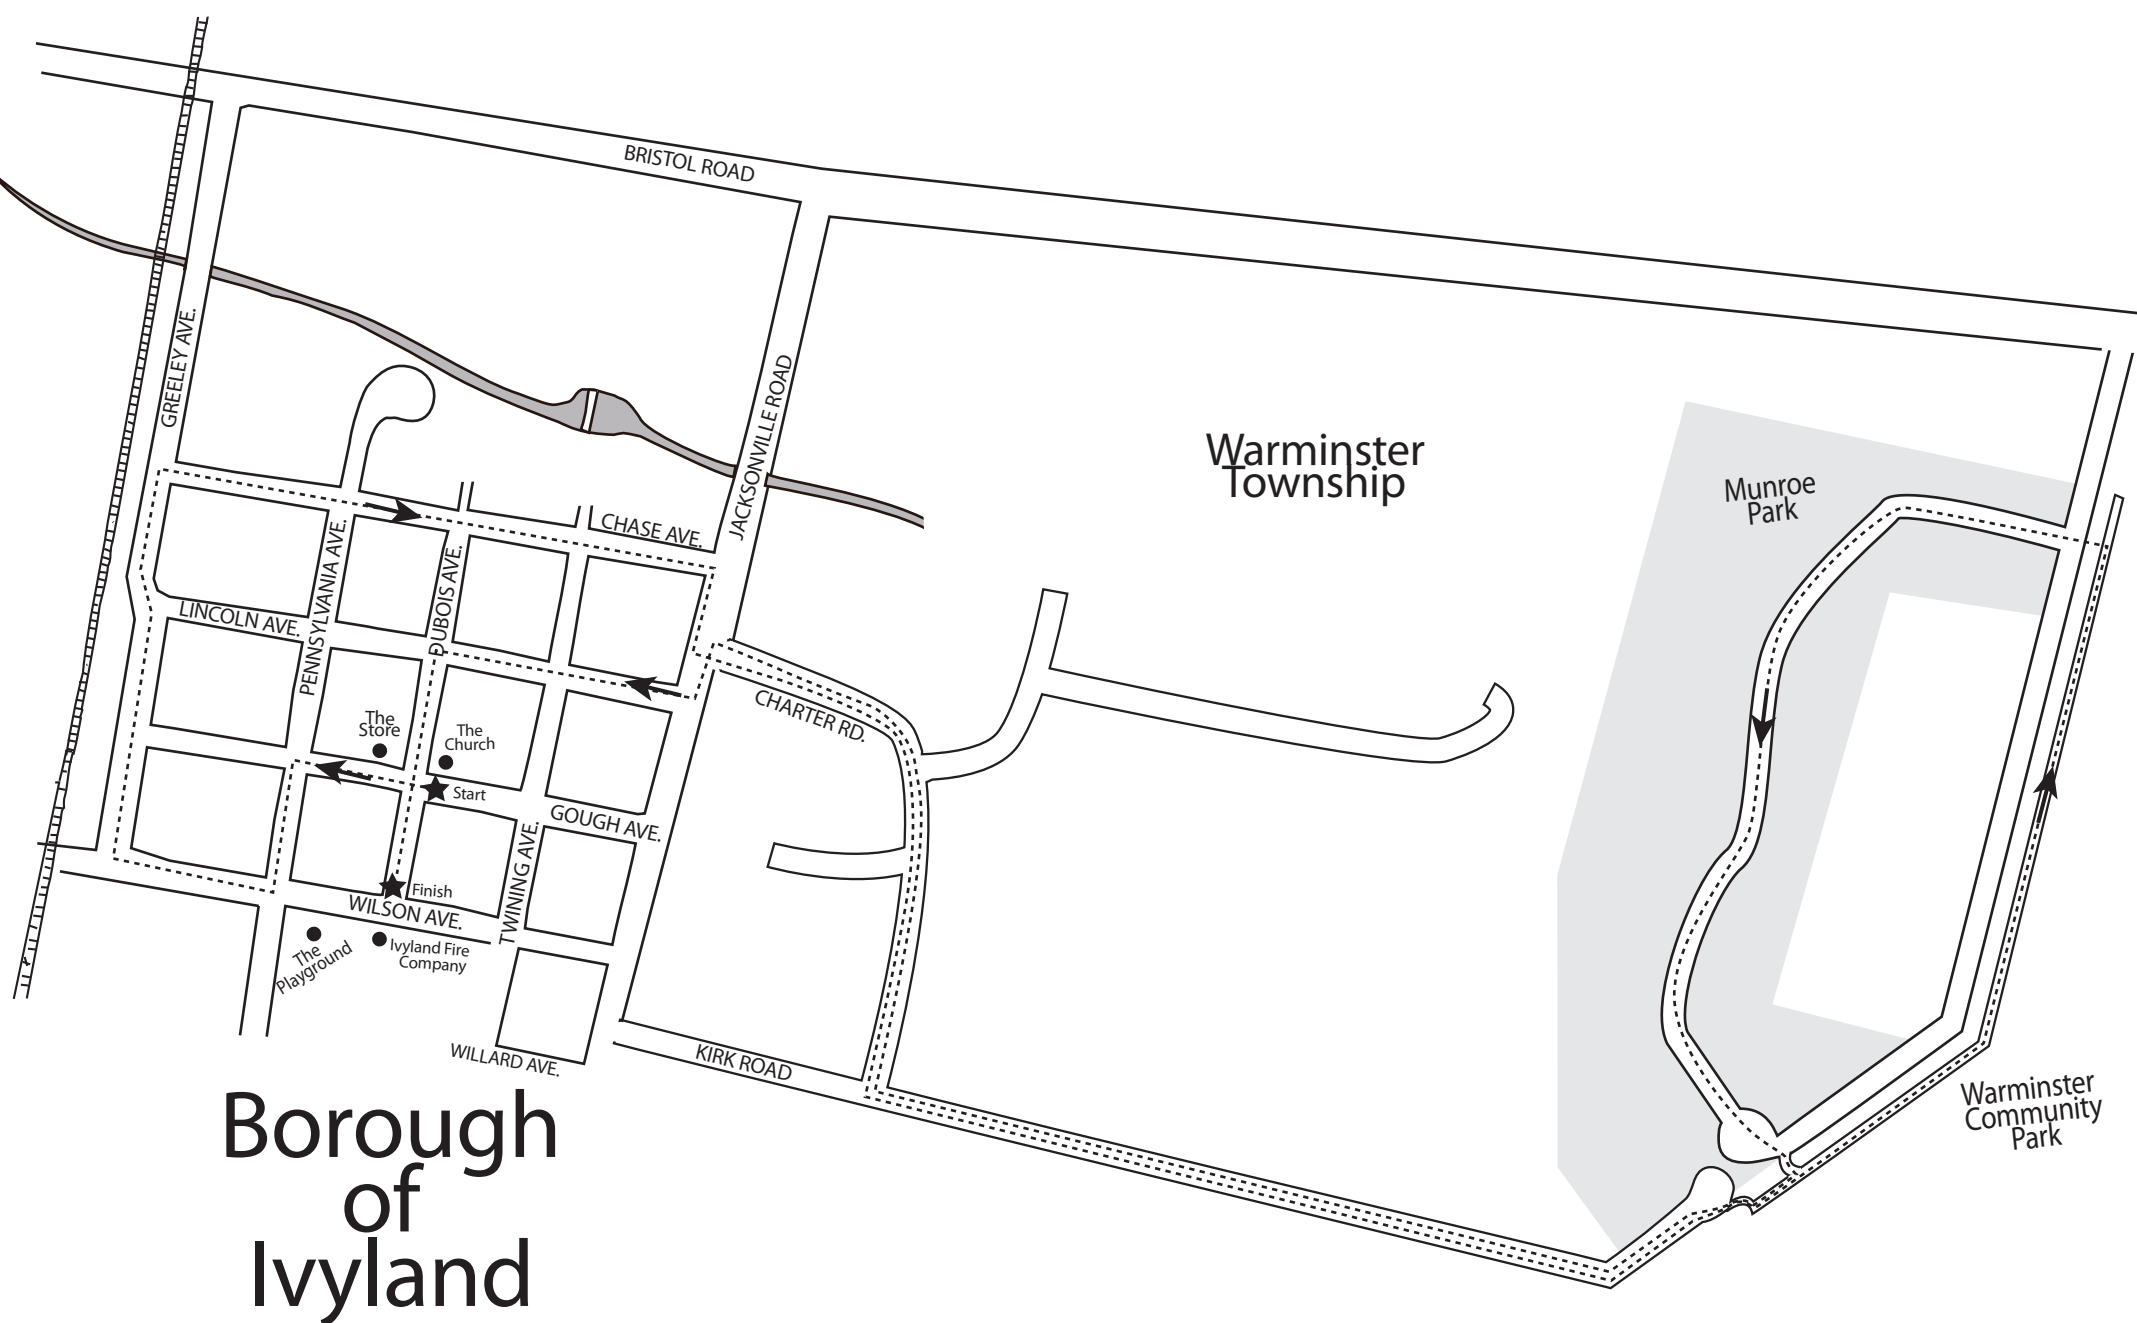 BRISTOL ROAD
GREELEY AVE.
JACKSONVILLE ROAD
Warminster
Township
Munroe
Park
CHASE AVE.
PENNSYLVANIA AVE.
DUBOIS AVE.
LINCOLN AVE.
CHARTER RD.
The
Store
The
Church
Start
GOUGH AVE.
TWINING AVE.
Finish
WILSON AVE.
The
Playground
Ivyland Fire
Company
WILLARD AVE.
KIRK ROAD
Warminster
Community
Park
Borough
of
Ivyland